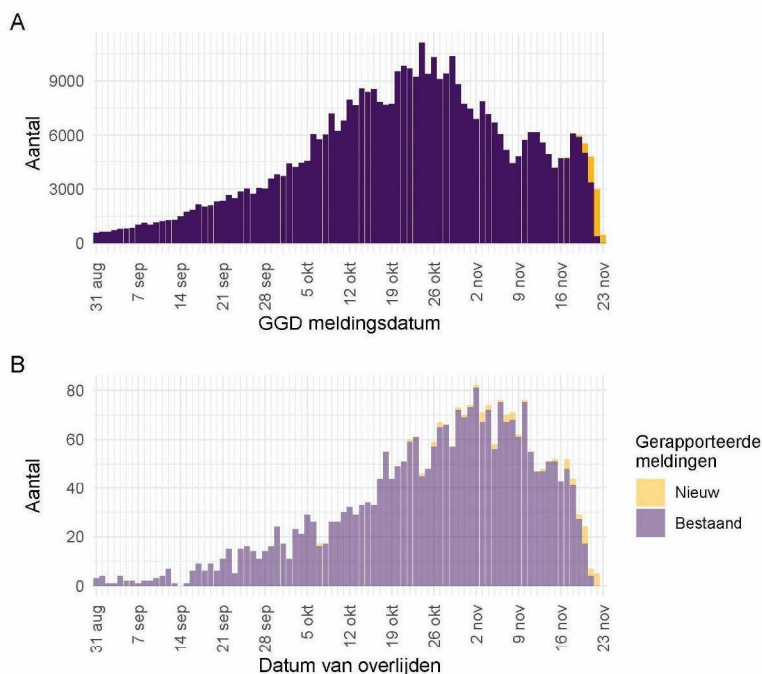 A
Aantal
9000
6000
3000
0
31 aug
7 sep
14 sep
21 sep
28 sep
5 okt
12 okt
19 okt
26 okt
2 nov
9 nov
16 nov
23 nov
GGD meldingsdatum
B
Aantal
80
60
40
20
0
31 aug
7 sep
14 sep
21 sep
28 sep
5 okt
12 okt
19 okt
26 okt
2 nov
9 nov
16 nov
23 nov
Datum van overlijden
Gerapporteerde
meldingen
Nieuw
Bestaand